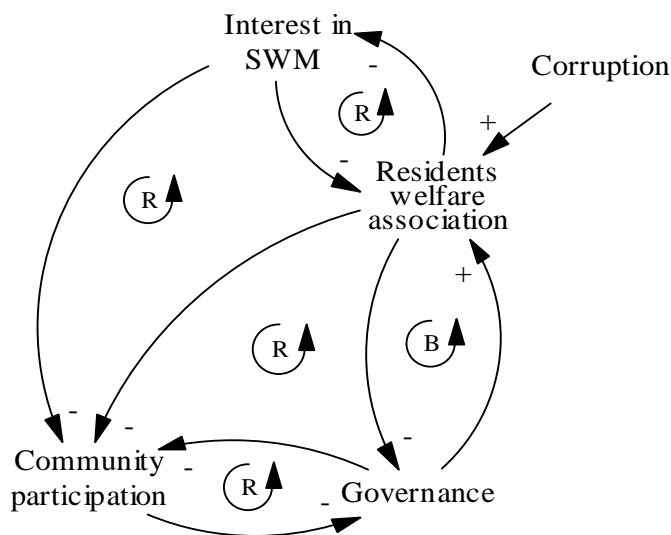 Interest in
SWM
-
Corruption
R
+
-
Residents
welfare
association
R
+
R
B
-
-
-
Community
participation
-
R
-
Governance